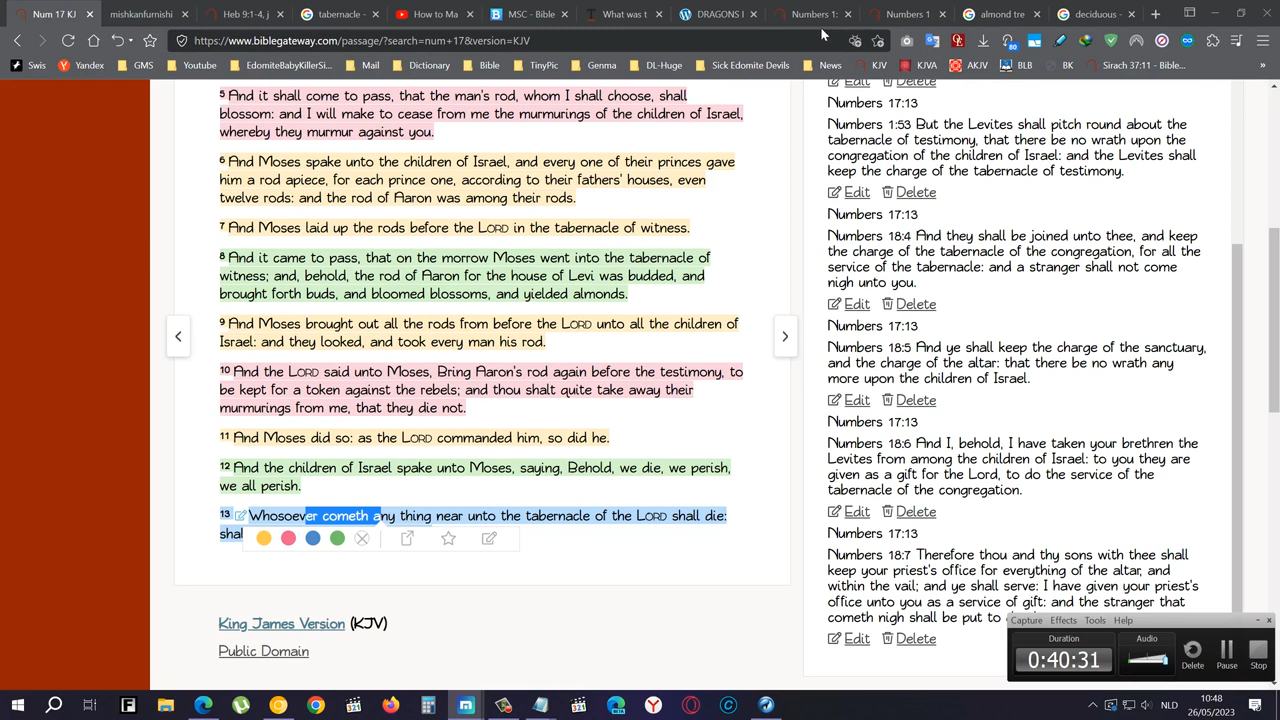 Num 17 KJ
mishkanfurnishi
Heb 9:1-4, j
tabernacle -
How to Ma
MSC - Bible
What was t
DRAGONS I
Numbers 1:
Numbers 1
almond tre
deciduous -
https://www.biblegateway.com/passage/?search=num+17&version=KJV
80
Swis
Yandex
GMS
Youtube
EdomiteBabyKillerSi...
Mail
Dictionary
Bible
TinyPic
Genma
DL-Huge
Sick Edomite Devils
News
KJV
KJVA
AKJV
BLB
BK
Sirach 37:11 - Bible...
5 And it shall come to pass, that the man's rod, whom I shall choose, shall
blossom: and I will make to cease from me the murmurings of the children of Israel,
whereby they murmur against you.
6 And Moses spake unto the children of Israel, and every one of their princes gave
him a rod apiece, for each prince one, according to their fathers' houses, even
twelve rods: and the rod of Aaron was among their rods.
7 And Moses laid up the rods before the LORD in the tabernacle of witness.
8 And it came to pass, that on the morrow Moses went into the tabernacle of
witness; and, behold, the rod of Aaron for the house of Levi was budded, and
brought forth buds, and bloomed blossoms, and yielded almonds.
9 And Moses brought out all the rods from before the LORD unto all the children of
Israel: and they looked, and took every man his rod.
10 And the LORD said unto Moses, Bring Aaron's rod again before the testimony, to
be kept for a token against the rebels; and thou shalt quite take away their
murmurings from me, that they die not.
11 And Moses did so: as the LORD commanded him, so did he.
12 And the children of Israel spake unto Moses, saying, Behold, we die, we perish,
we all perish.
13 Whosoever cometh any thing near unto the tabernacle of the LORD shall die:
shal
King James Version (KJV)
Public Domain
Edit Delete
Numbers 17:13
Numbers 1:53 But the Levites shall pitch round about the
tabernacle of testimony, that there be no wrath upon the
congregation of the children of Israel: and the Levites shall
keep the charge of the tabernacle of testimony.
Edit Delete
Numbers 17:13
Numbers 18:4 And they shall be joined unto thee, and keep
the charge of the tabernacle of the congregation, for all the
service of the tabernacle: and a stranger shall not come
nigh unto you.
Edit Delete
Numbers 17:13
Numbers 18:5 And ye shall keep the charge of the sanctuary,
and the charge of the altar: that there be no wrath any
more upon the children of Israel.
Edit Delete
Numbers 17:13
Numbers 18:6 And I, behold, I have taken your brethren the
Levites from among the children of Israel: to you they are
given as a gift for the Lord, to do the service of the
tabernacle of the congregation.
Edit Delete
Numbers 17:13
Numbers 18:7 Therefore thou and thy sons with thee shall
keep your priest's office for everything of the altar, and
within the vail; and ye shall serve: I have given your priest's
office unto you as a service of gift: and the stranger that
cometh nigh shall be put to
Edit Delete
Capture Effects Tools Help
Duration
0:40:31
Audio
Delete
Pause
Stop
NLD
10:48
26/05/2023